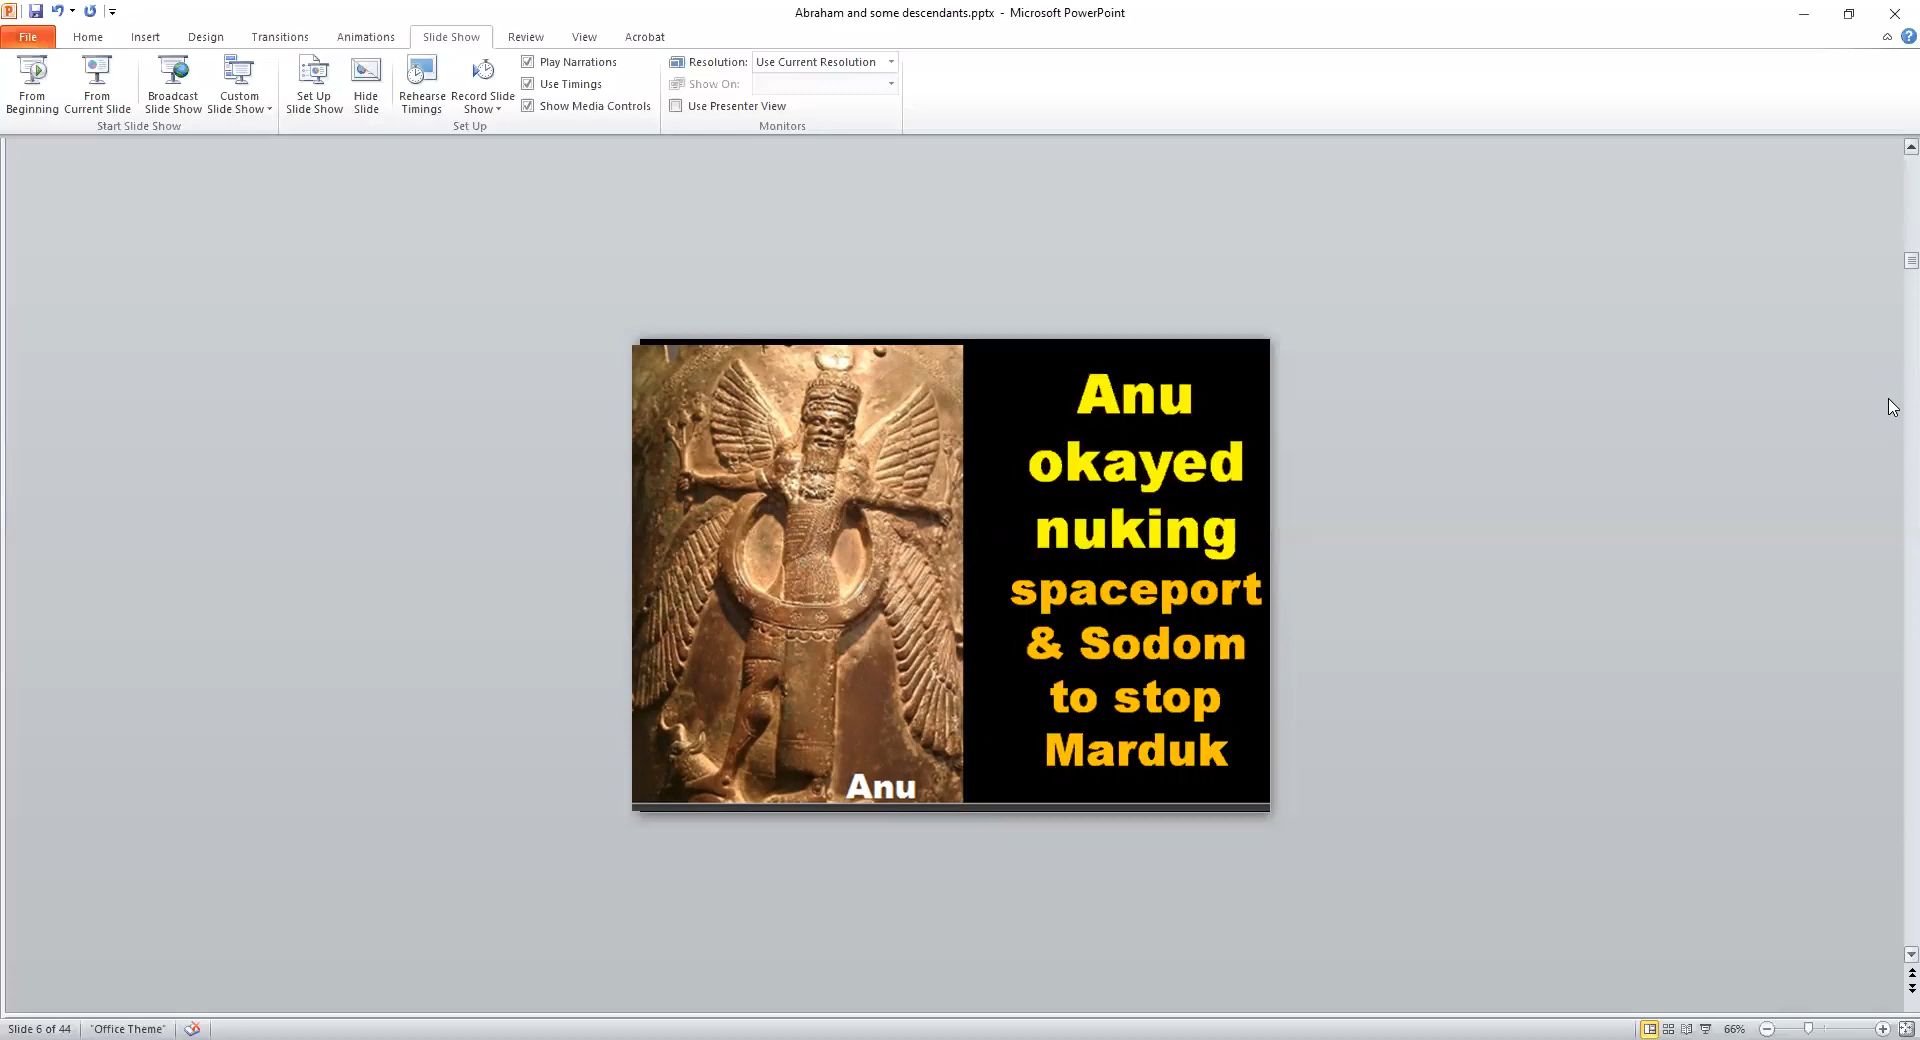 Abraham and some descendants.pptx - Microsoft PowerPoint
File Home Insert Design Transitions Animations Slide Show Review View Acrobat
From Beginning
From Current Slide
Broadcast Slide Show
Custom Slide Show
Start Slide Show
Set Up Slide Show
Hide Slide
Rehearse Timings
Record Slide Show
Play Narrations
Use Timings
Show Media Controls
Set Up
Resolution: Use Current Resolution
Show On:
Use Presenter View
Monitors
Anu
okayed
nuking
spaceport
& Sodom
to stop
Marduk
Anu
Slide 6 of 44 "Office Theme" 66%